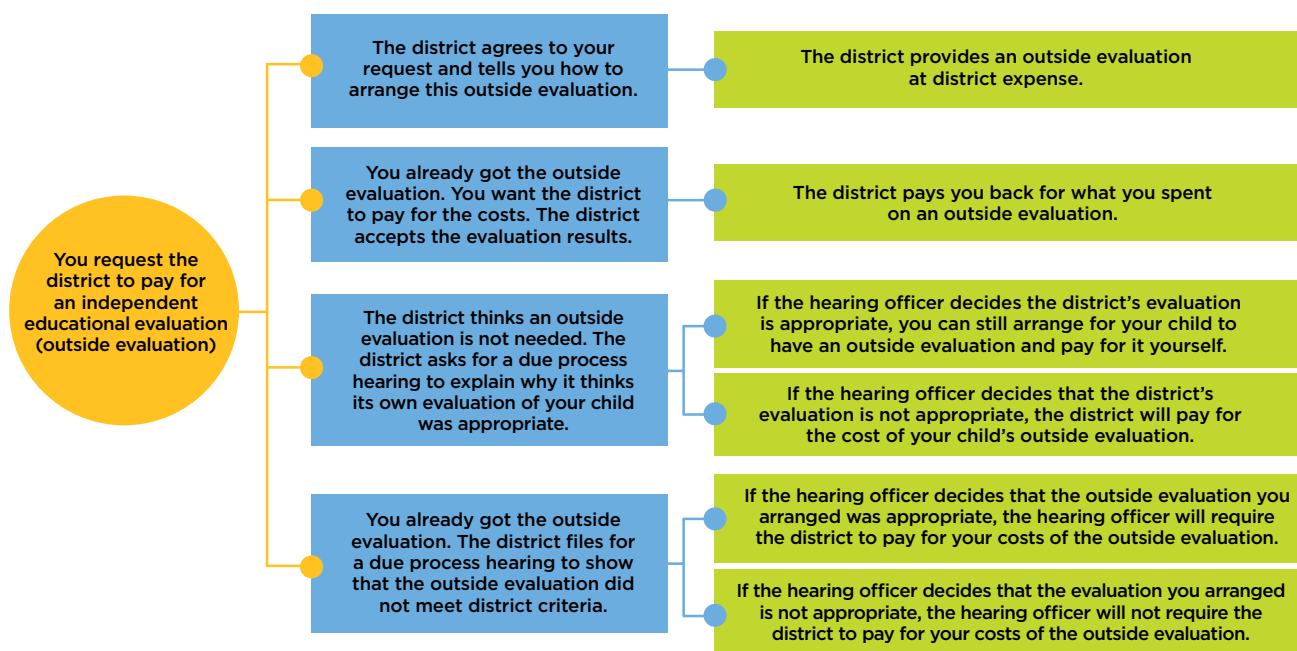 You request the
district to pay for
an independent
educational evaluation
(outside evaluation)
The district agrees to your
request and tells you how to
arrange this outside evaluation.
The district provides an outside evaluation
at district expense.
You already got the outside
evaluation. You want the district
to pay for the costs. The district
accepts the evaluation results.
The district pays you back for what you spent
on an outside evaluation.
The district thinks an outside
evaluation is not needed. The
district asks for a due process
hearing to explain why it thinks
its own evaluation of your child
was appropriate.
If the hearing officer decides the district’s evaluation
is appropriate, you can still arrange for your child to
have an outside evaluation and pay for it yourself.
If the hearing officer decides that the district’s
evaluation is not appropriate, the district will pay for
the cost of your child’s outside evaluation.
You already got the outside
evaluation. The district files for
a due process hearing to show
that the outside evaluation did
not meet district criteria.
If the hearing officer decides that the outside evaluation you
arranged was appropriate, the hearing officer will require
the district to pay for your costs of the outside evaluation.
If the hearing officer decides that the evaluation you arranged
is not appropriate, the hearing officer will not require the
district to pay for your costs of the outside evaluation.